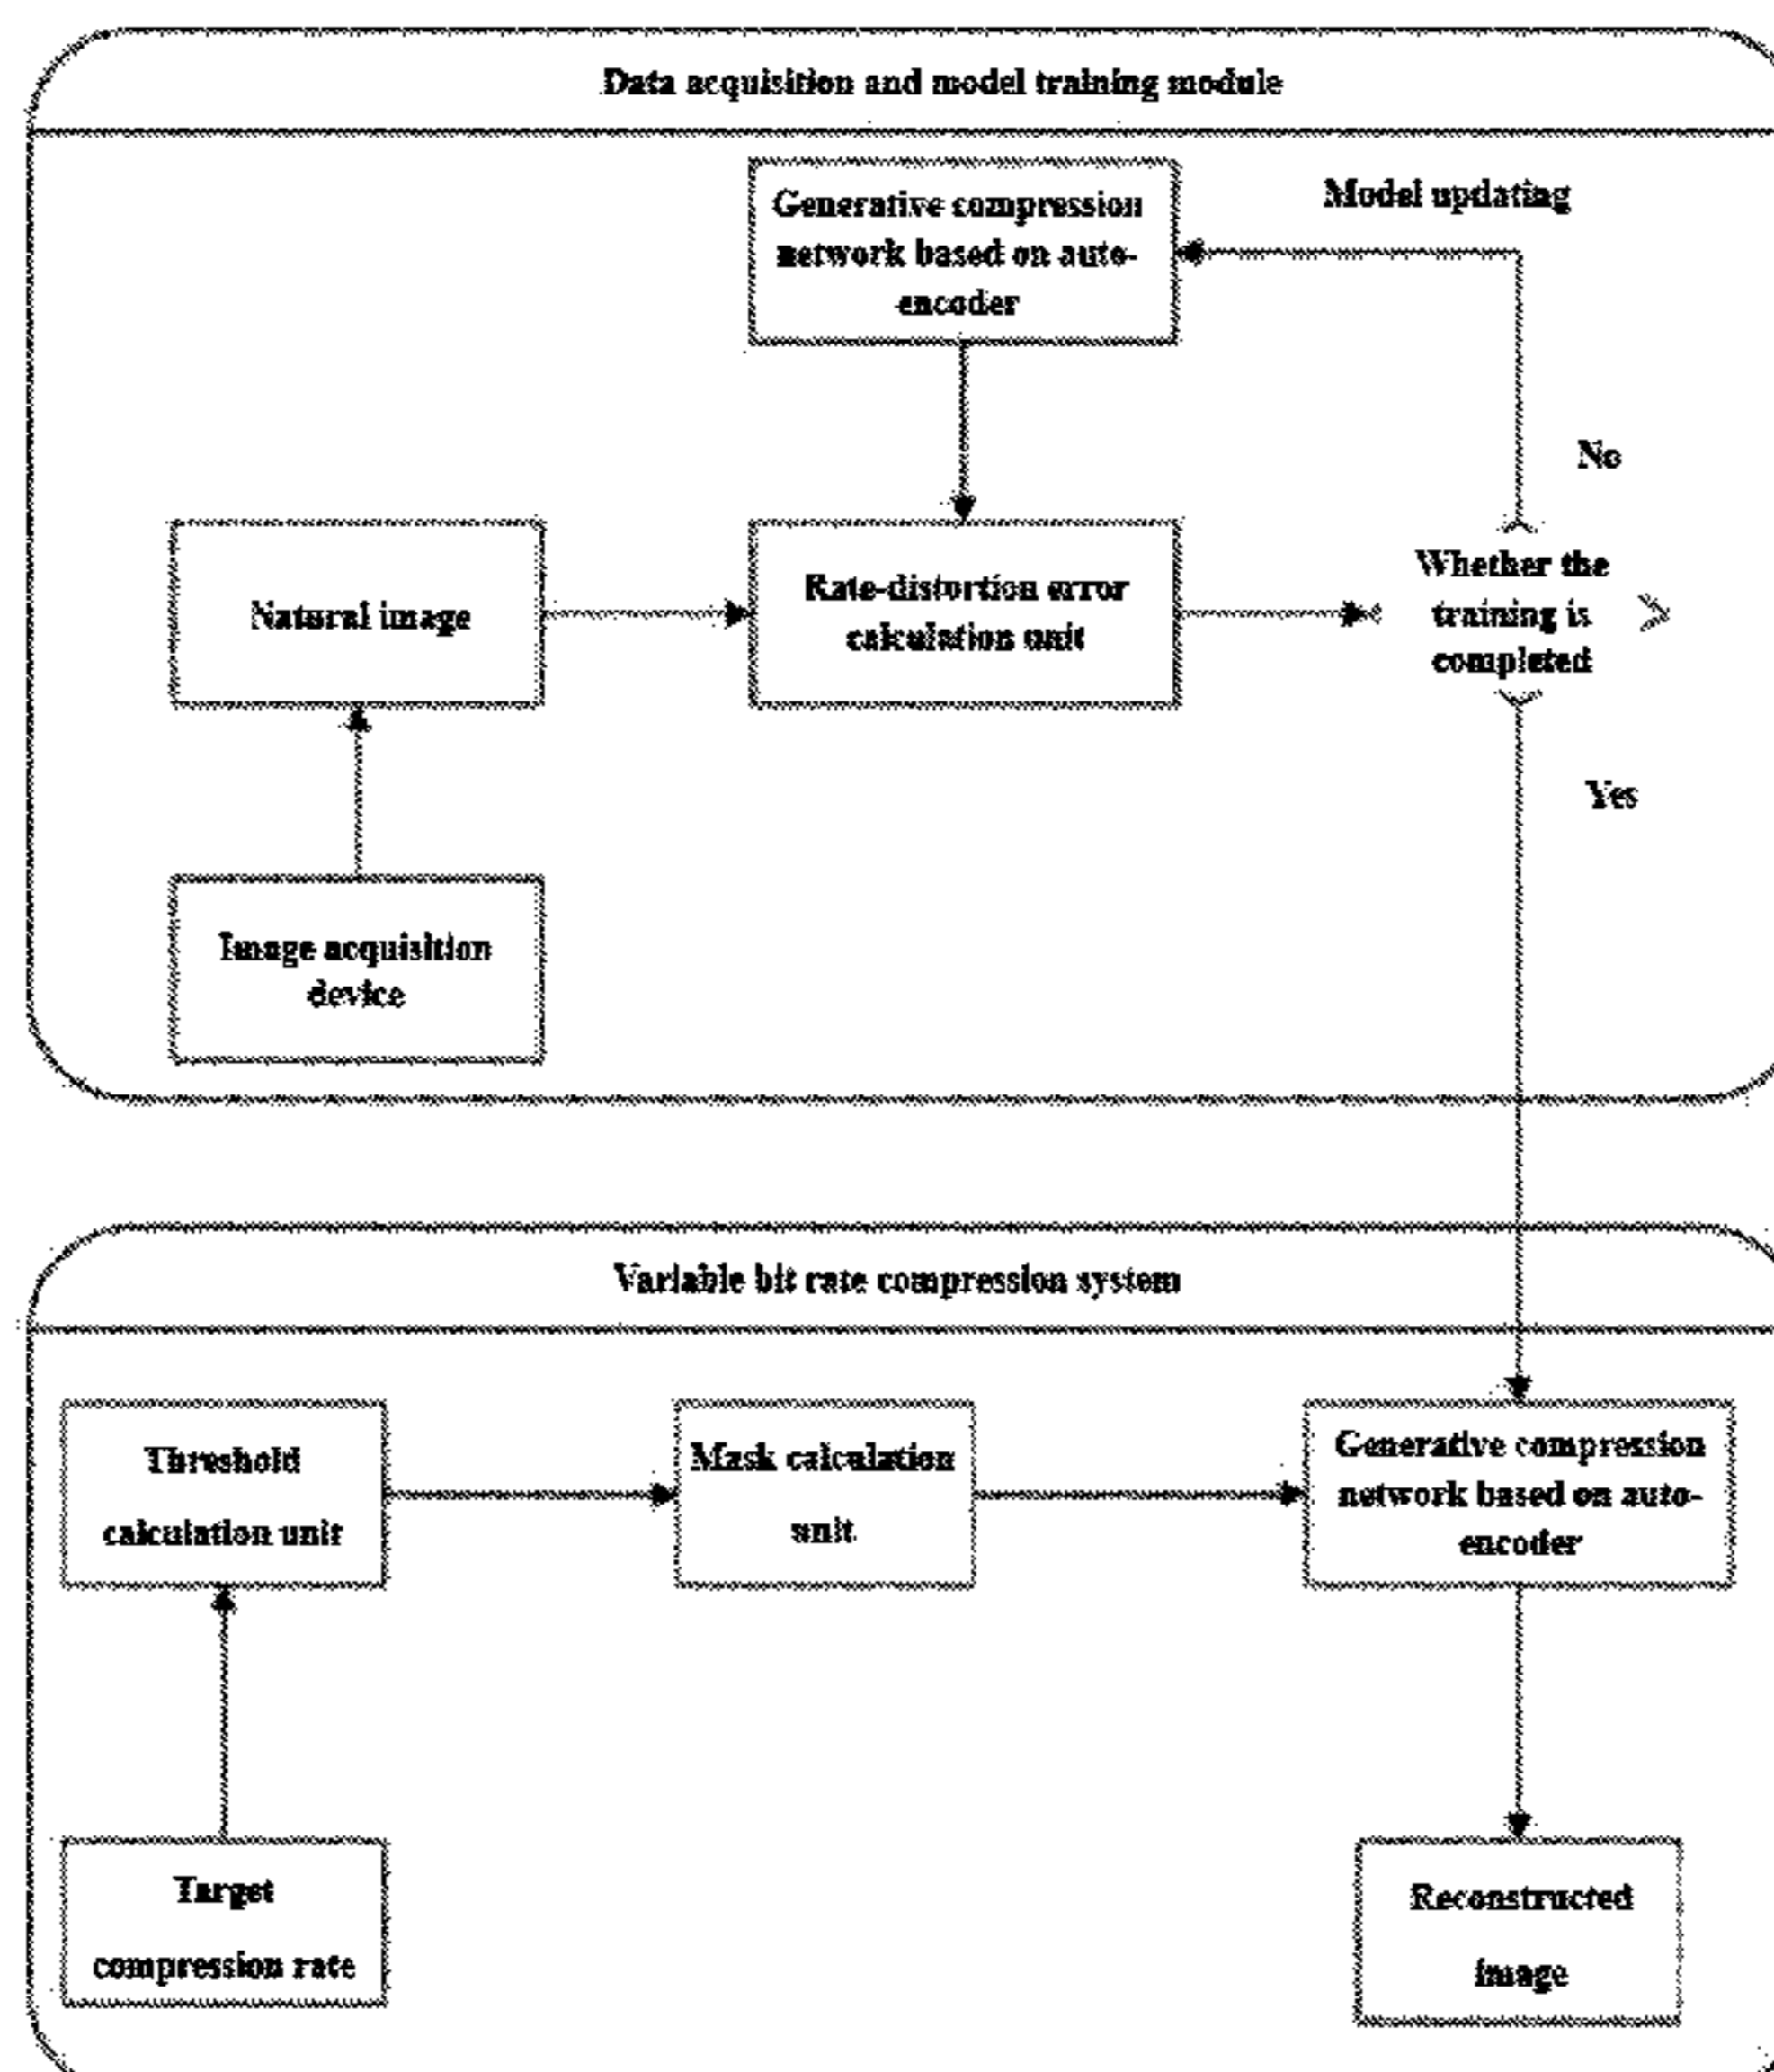 Data acquisition and model training module
Generative compression
network based on auto-
encoder
Model updating
No
Natural image
Rate-distortion error
calculation unit
Whether the
training is
completed
Yes
Image acquisition
device
Variable bit rate compression system
Threshold
calculation unit
Mask calculation
unit
Generative compression
network based on auto-
encoder
Target
compression rate
Reconstructed
image